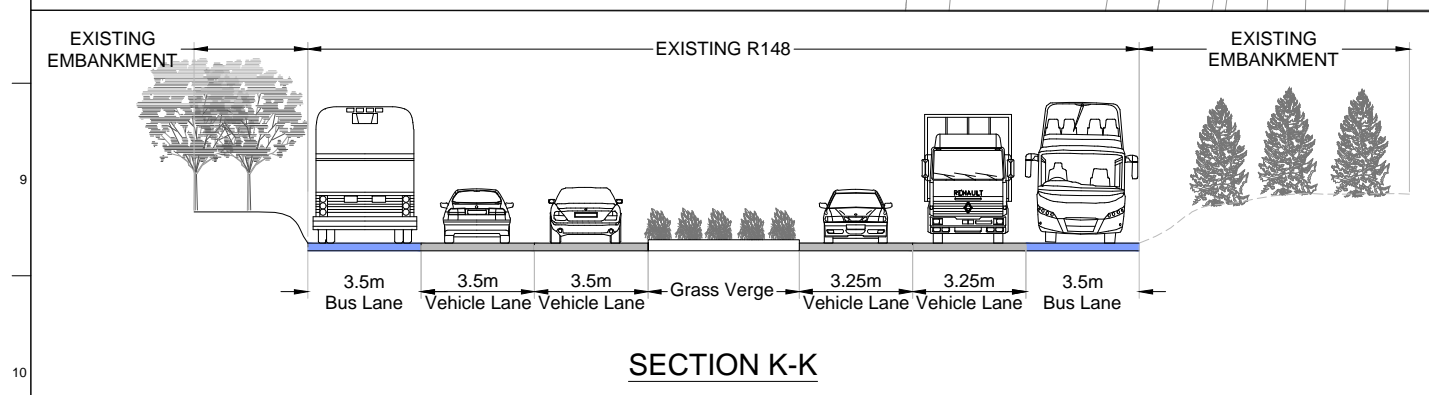 EXISTING
EMBANKMENT
EXISTING R148
EXISTING
EMBANKMENT
9
RENAULT
3.5m
Bus Lane
3.5m
Vehicle Lane
3.5m
Vehicle Lane
Grass Verge
3.25m
Vehicle Lane
3.25m
Vehicle Lane
3.5m
Bus Lane
SECTION K-K
10